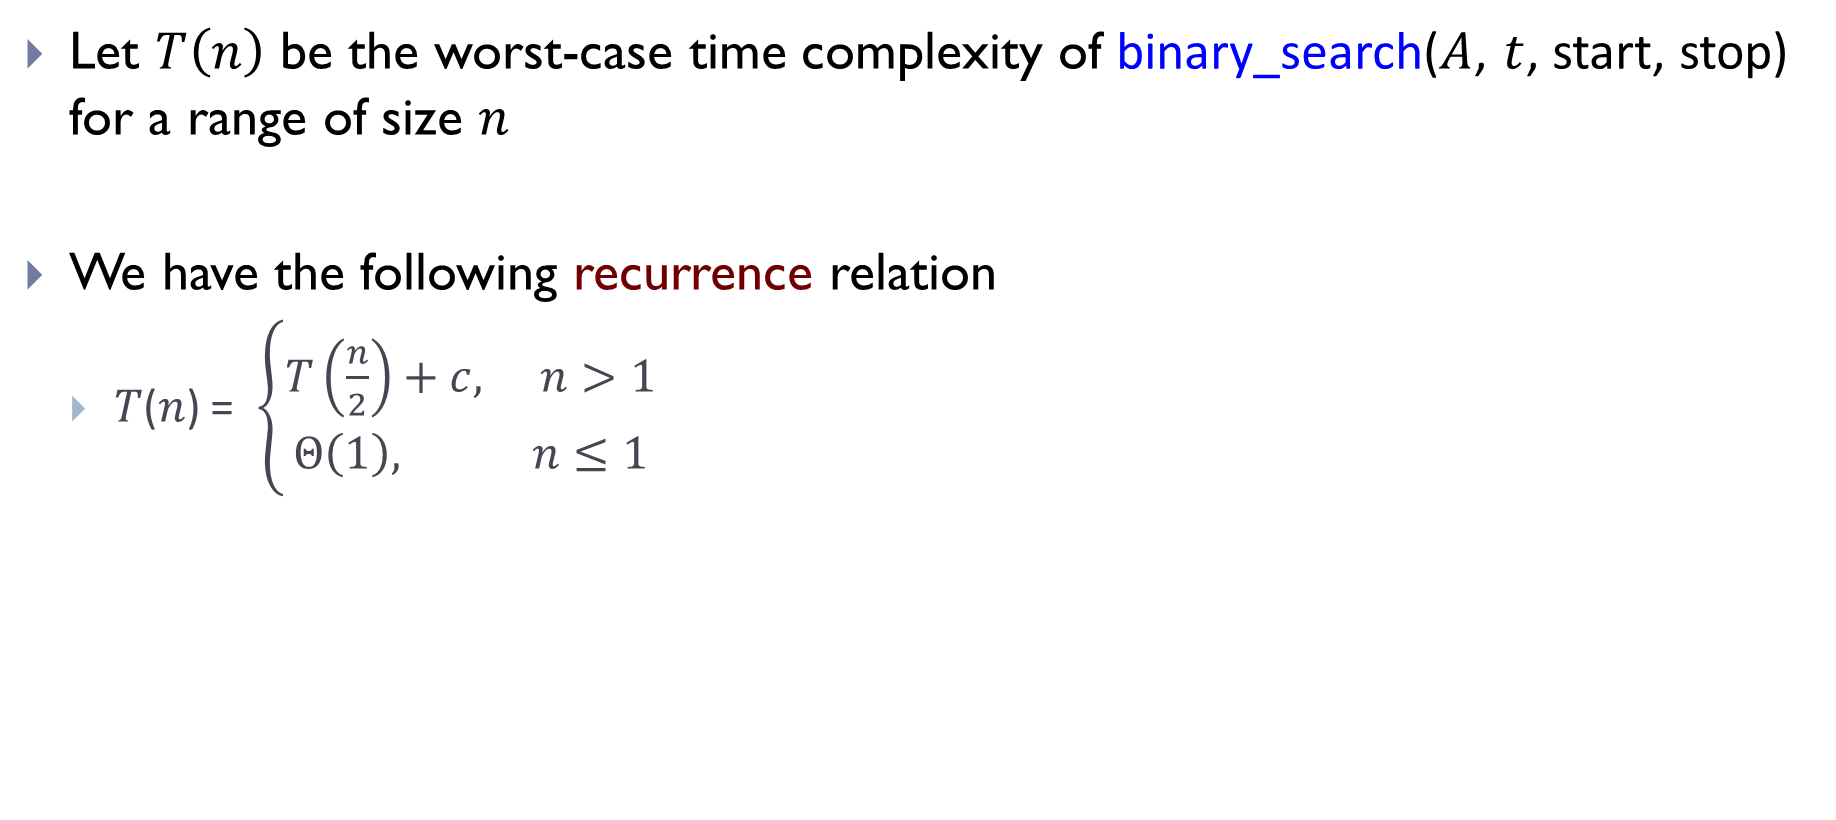 Let T(n) be the worst-case time complexity of binary_search(A, t, start, stop)
for a range of size n
We have the following recurrence relation
T(n) = { T(n/2) + c, n > 1
Θ(1), n ≤ 1